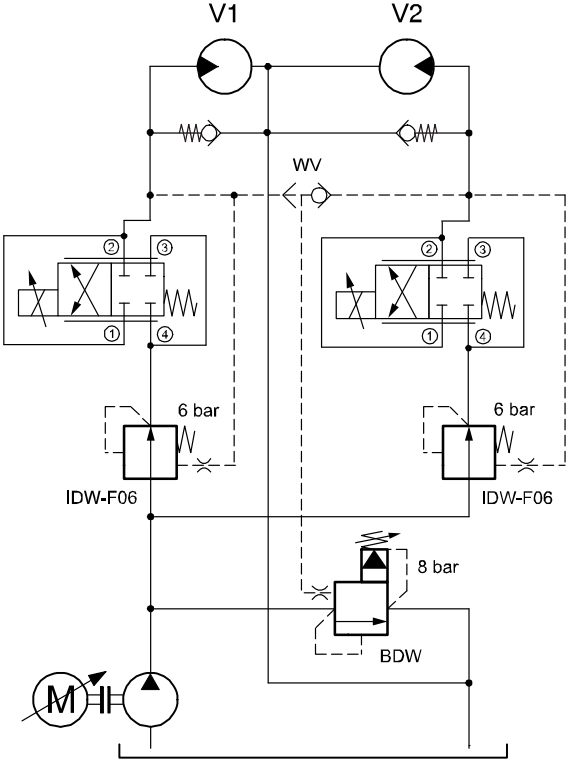 V1 V2
WV
2 3 2 3
1 4 1 4
6 bar 6 bar
IDW-F06 IDW-F06
8 bar
BDW
M